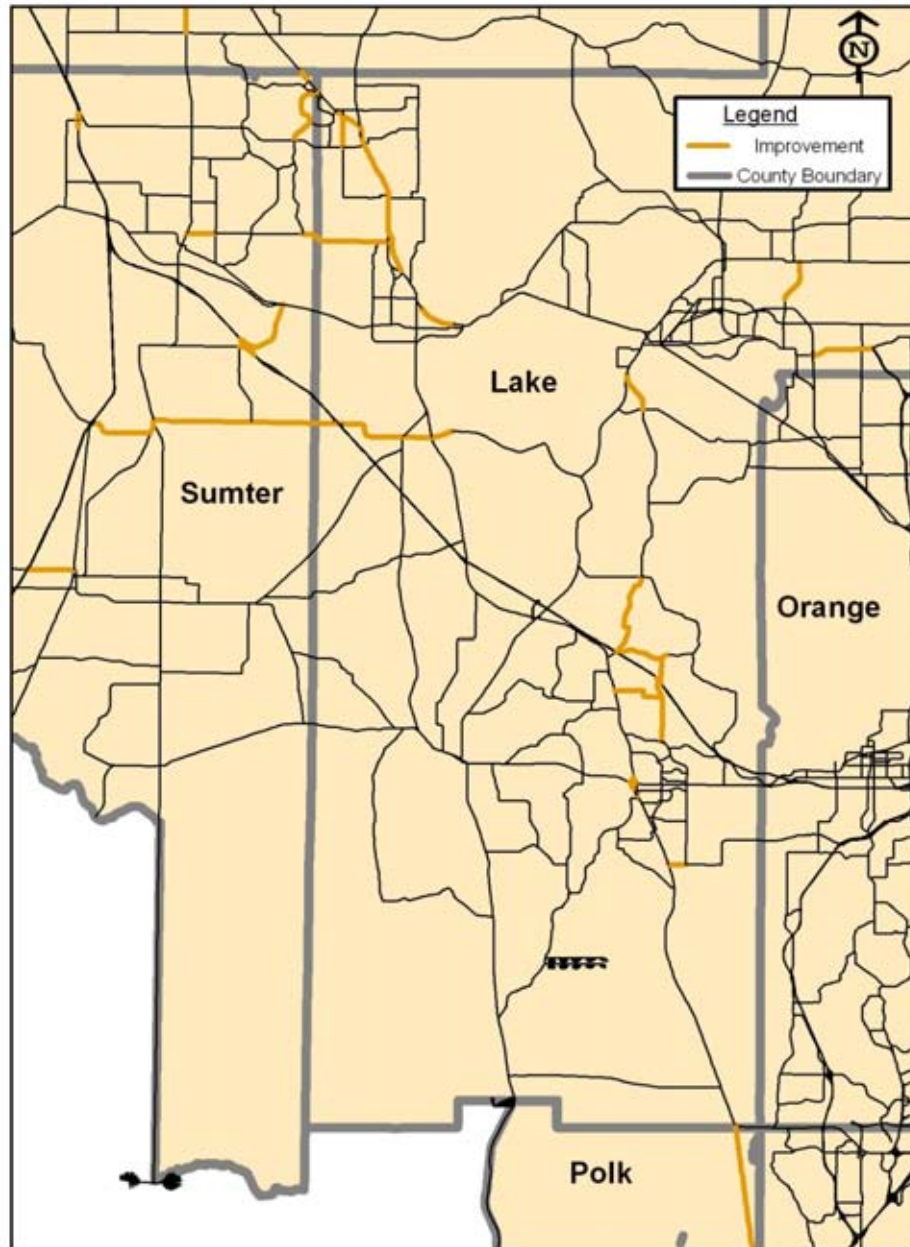 N
Legend
Improvement
County Boundary
Lake
Sumter
Orange
Polk